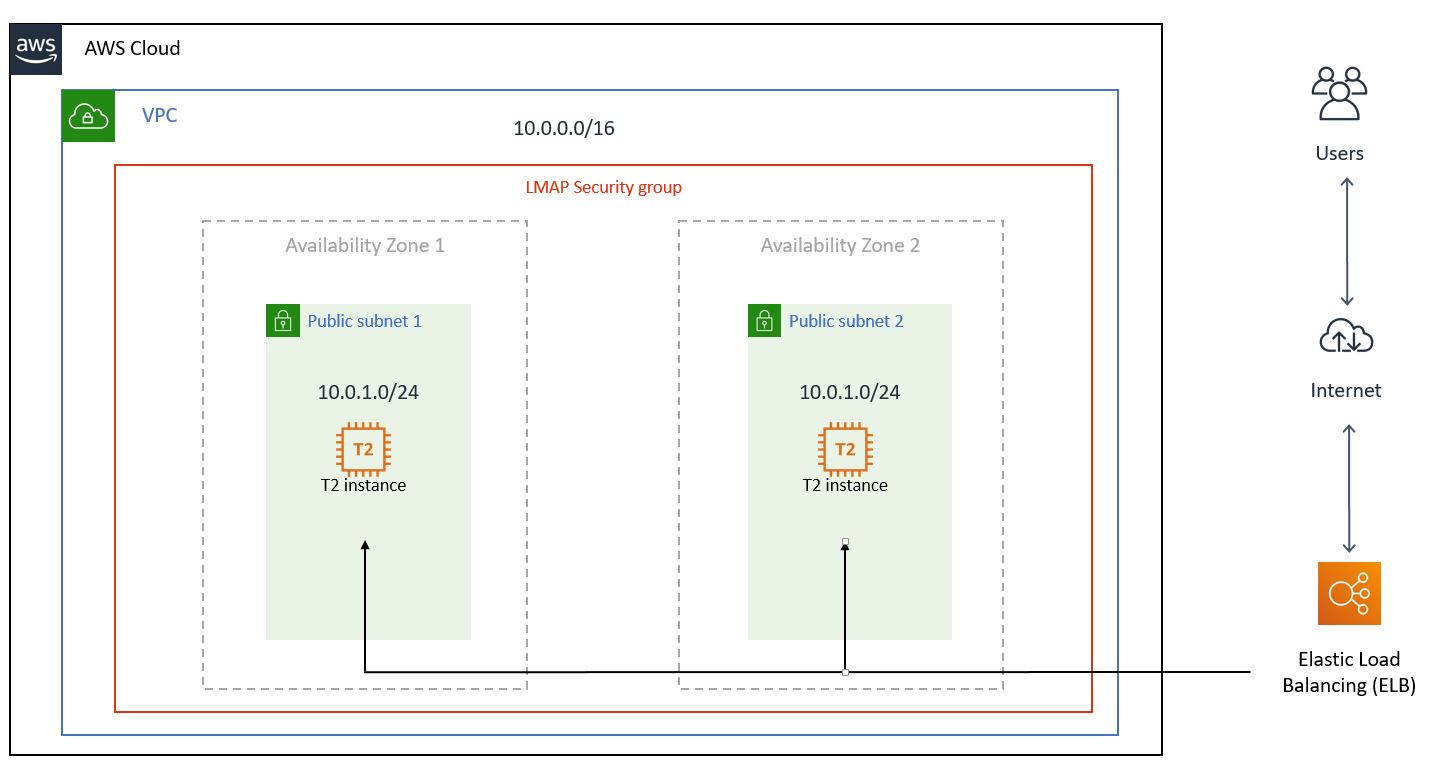 aws
AWS Cloud
VPC
10.0.0.0/16
LMAP Security group
Availability Zone 1
Availability Zone 2
Public subnet 1
Public subnet 2
10.0.1.0/24
10.0.1.0/24
T2
T2
T2 instance
T2 instance
Users
Internet
Elastic Load
Balancing (ELB)